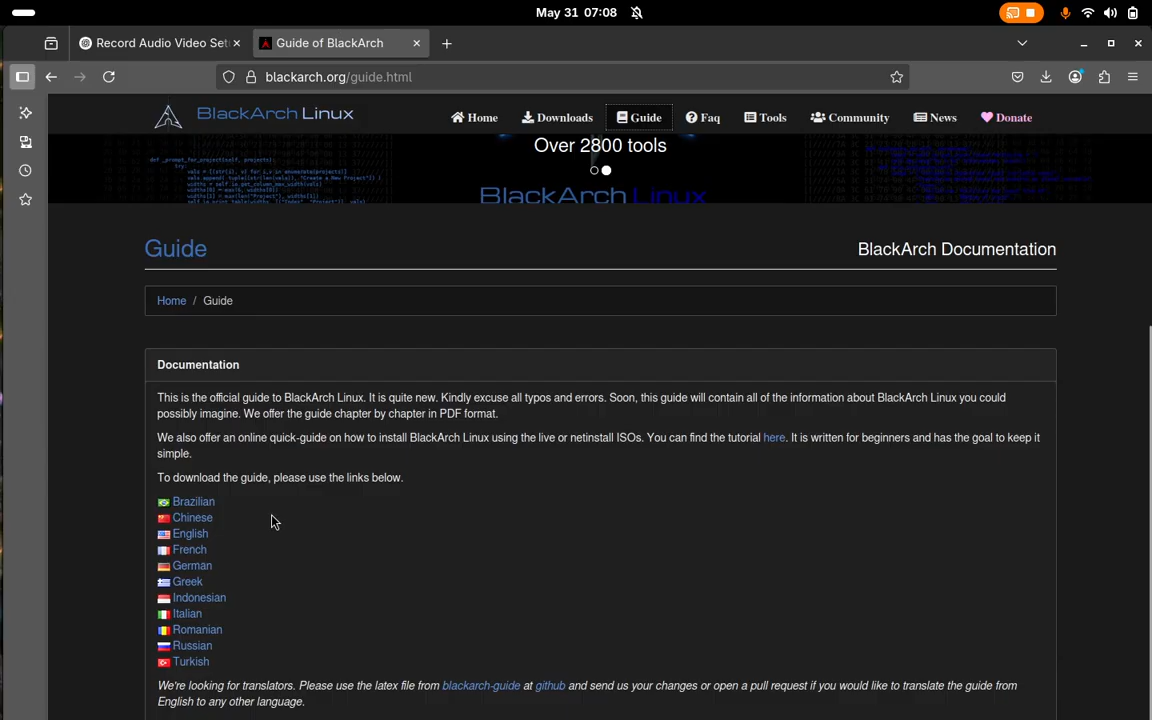 May 31 07:08
Record Audio Video Set
Guide of BlackArch
blackarch.org/guide.html
BlackArch Linux
Home
Downloads
Guide
Faq
Tools
Community
News
Donate
Over 2800 tools
BlackArch Linux
Guide
BlackArch Documentation
Home / Guide
Documentation
This is the official guide to BlackArch Linux. It is quite new. Kindly excuse all typos and errors. Soon, this guide will contain all of the information about BlackArch Linux you could
possibly imagine. We offer the guide chapter by chapter in PDF format.
We also offer an online quick-guide on how to install BlackArch Linux using the live or netinstall ISOs. You can find the tutorial here. It is written for beginners and has the goal to keep it
simple.
To download the guide, please use the links below.
Brazilian
Chinese
English
French
German
Greek
Indonesian
Italian
Romanian
Russian
Turkish
We're looking for translators. Please use the latex file from blackarch-guide at github and send us your changes or open a pull request if you would like to translate the guide from
English to any other language.